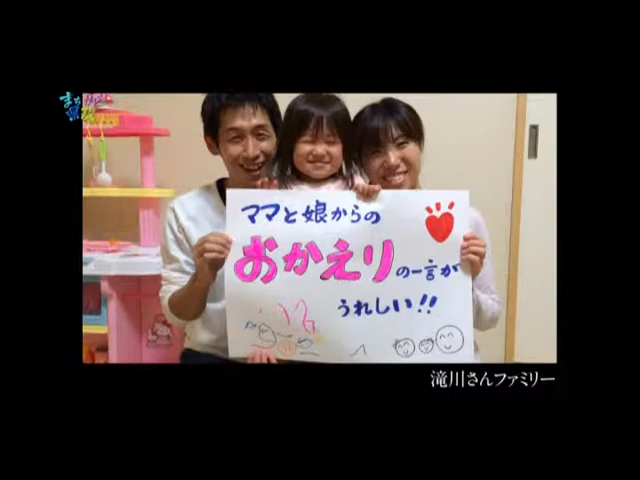 ママと娘からの
おかえりの一言が
うれしい!!
滝川さんファミリー